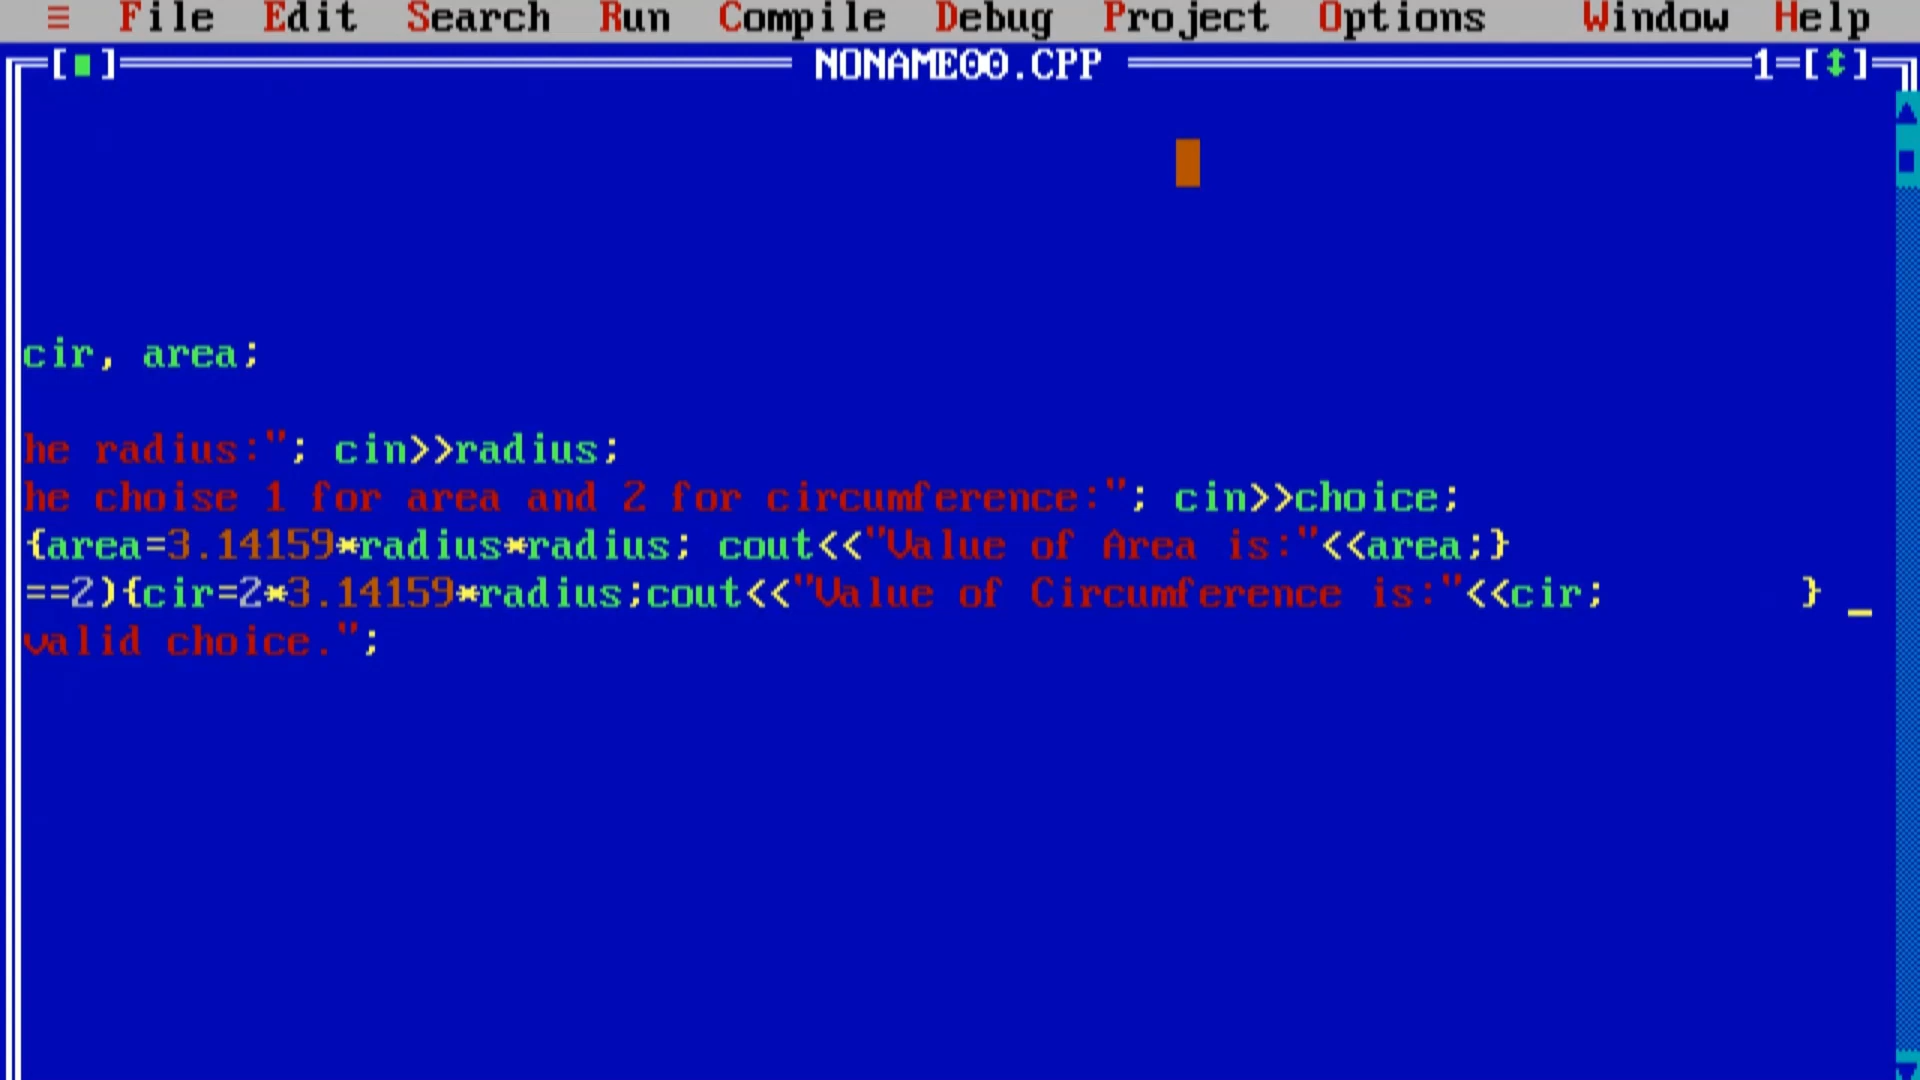 ≡ File Edit Search Run Compile Debug Project Options Window Help
[■] NONAME00.CPP 1=[↕]
cir, area;
he radius:"; cin>>radius;
he choise 1 for area and 2 for circumference:"; cin>>choice;
{area=3.14159*radius*radius; cout<<"Value of Area is:"<<area;}
==2){cir=2*3.14159*radius;cout<<"Value of Circumference is:"<<cir; } _
valid choice.";